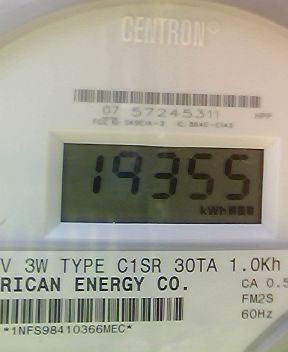 CENTRON
07 57245311 HPP
19355
kWh
V 3W TYPE C1SR 30TA 1.0Kh
RICAN ENERGY CO. CA 0.5
FM2S
60Hz
*1NFS98410366MEC*